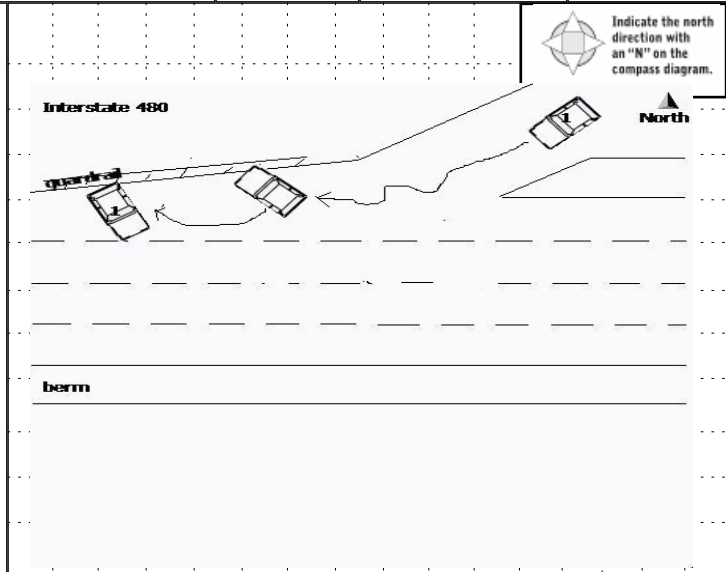 Indicate the north
direction with
an “N” on the
compass diagram.
Interstate 480
1
North
guardrail
1
berm